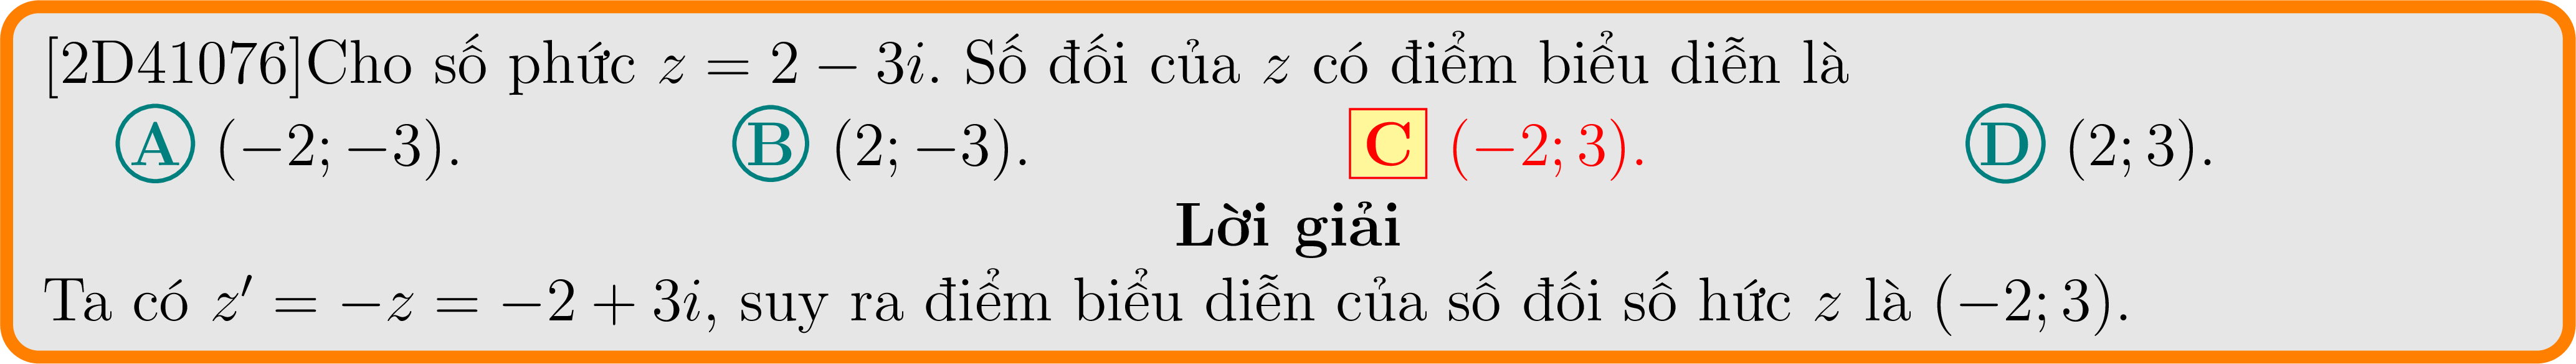 [2D41076]Cho số phức z = 2 − 3i. Số đối của z có điểm biểu diễn là
A (−2; −3). B (2; −3). C (−2; 3). D (2; 3).
Lời giải
Ta có z′ = −z = −2 + 3i, suy ra điểm biểu diễn của số đối số hức z là (−2; 3).